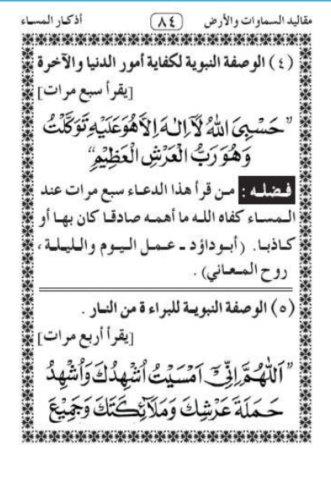 مقاليد السماوات والأرض (٨٤) أذكار المساء
(٤) الوصفة النبوية لكفاية أمور الدنيا والآخرة
[يقرأ سبع مرات]
"حَسْبِيَ اللهُ لَآ اِلٰهَ اِلَّا هُوَ عَلَيْهِ تَوَكَّلْتُ
وَهُوَ رَبُّ الْعَرْشِ الْعَظِيْمِ"
فضله : من قرأ هذا الدعاء سبع مرات عند
المساء كفاه الله ما أهمه صادقا كان بها أو
كاذبا. (أبوداؤد ـ عمل اليوم والليلة ،
روح المعاني) .
(٥) الوصفة النبوية للبراءة من النار .
[يقرأ أربع مرات]
"اَللّٰهُمَّ اِنِّيْٓ اَمْسَيْتُ اُشْهِدُكَ وَاُشْهِدُ
حَمَلَةَ عَرْشِكَ وَمَلَآئِكَتَكَ وَجَمِيْعَ